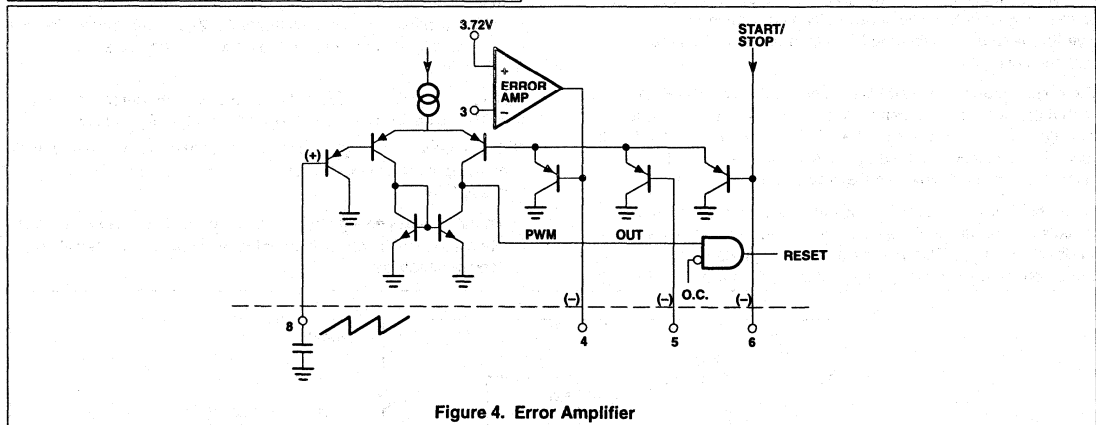 3.72V
START/
STOP
+
ERROR
AMP
3 –
(+)
PWM
OUT
RESET
O.C.
(–)
(–)
(–)
8
4
5
6
Figure 4. Error Amplifier